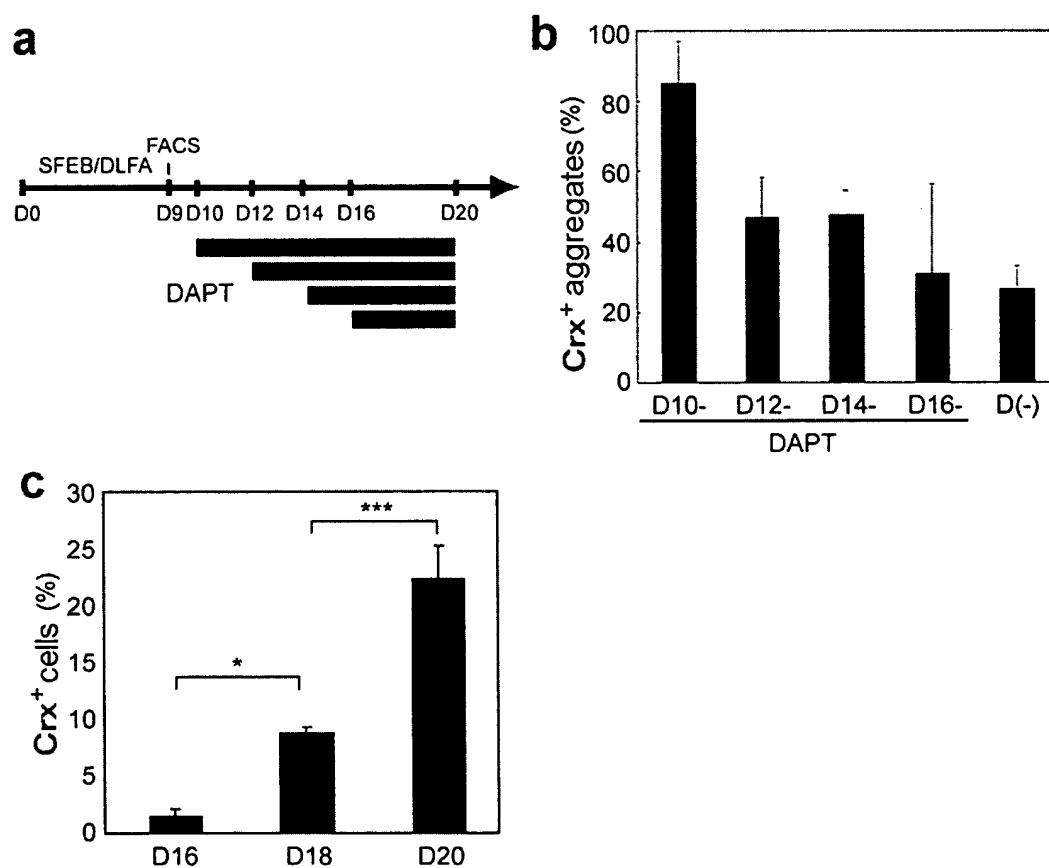 a
FACS
SFEB/DLFA
D0 D9 D10 D12 D14 D16 D20
DAPT
b
Crx+ aggregates (%)
100
80
60
40
20
0
D10- D12- D14- D16- D(-)
DAPT
c
Crx+ cells (%)
30
25
20
15
10
5
0
*
***
D16 D18 D20